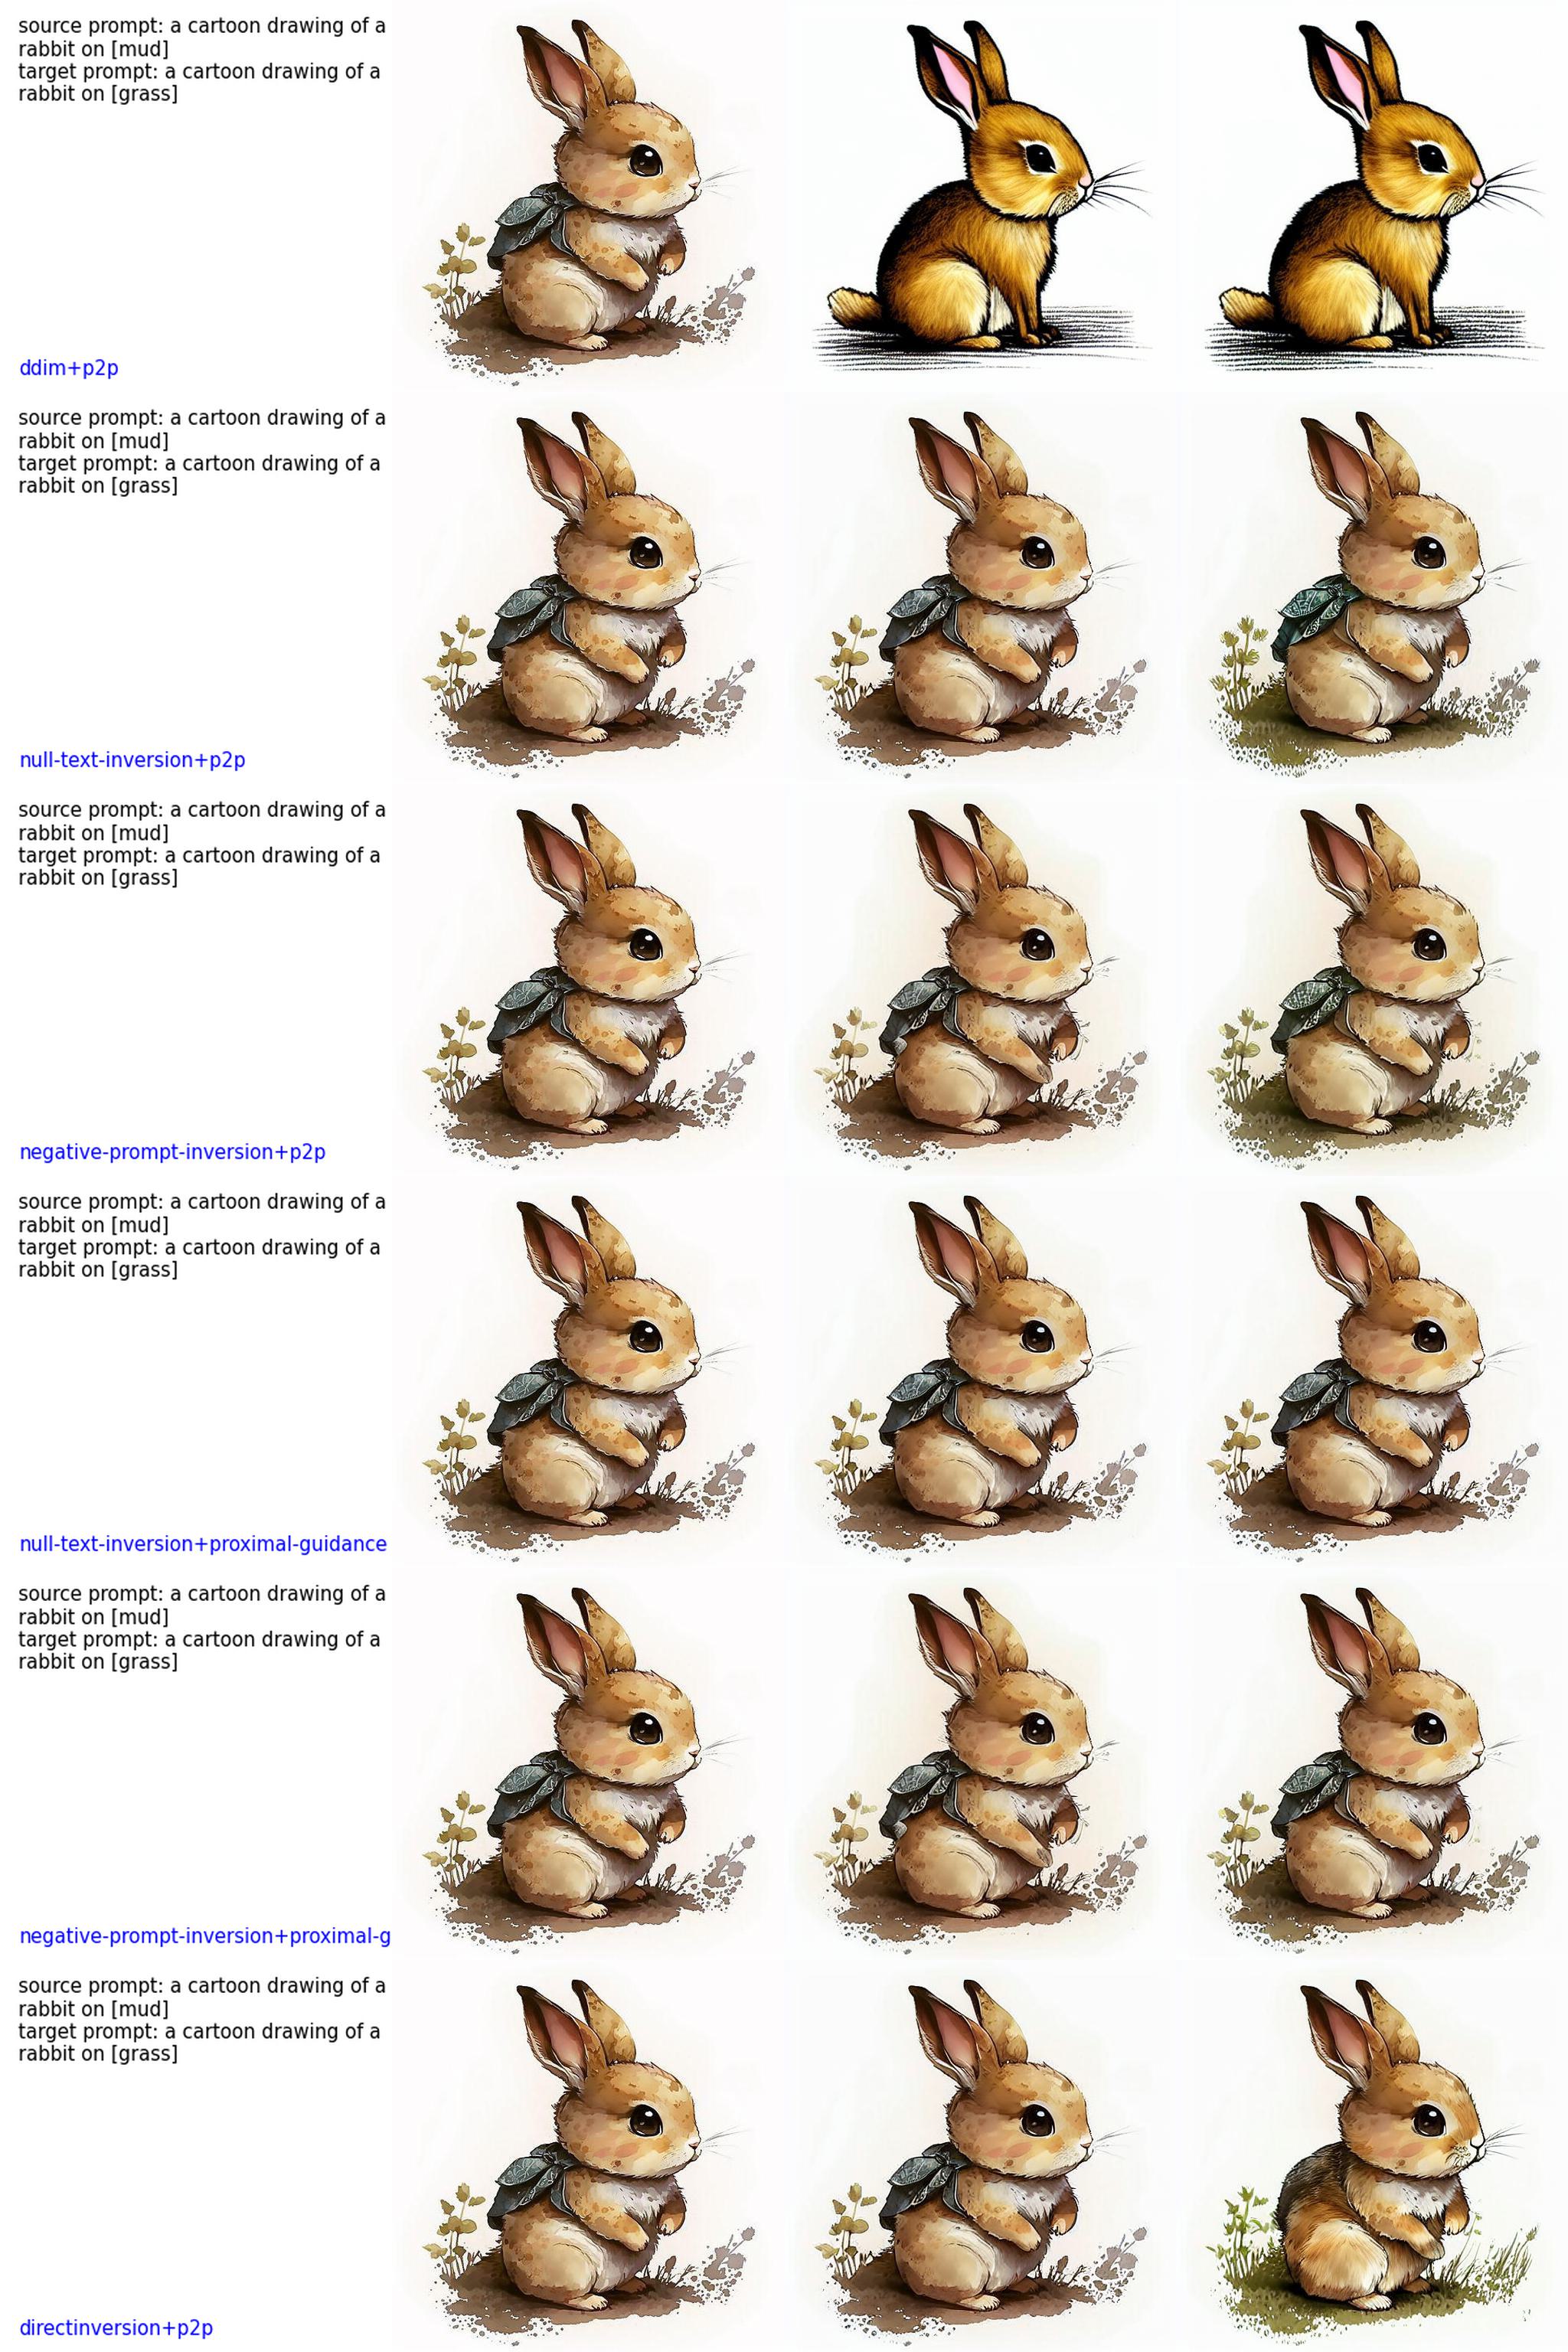 source prompt: a cartoon drawing of a
rabbit on [mud]
target prompt: a cartoon drawing of a
rabbit on [grass]
ddim+p2p
source prompt: a cartoon drawing of a
rabbit on [mud]
target prompt: a cartoon drawing of a
rabbit on [grass]
null-text-inversion+p2p
source prompt: a cartoon drawing of a
rabbit on [mud]
target prompt: a cartoon drawing of a
rabbit on [grass]
negative-prompt-inversion+p2p
source prompt: a cartoon drawing of a
rabbit on [mud]
target prompt: a cartoon drawing of a
rabbit on [grass]
null-text-inversion+proximal-guidance
source prompt: a cartoon drawing of a
rabbit on [mud]
target prompt: a cartoon drawing of a
rabbit on [grass]
negative-prompt-inversion+proximal-g
source prompt: a cartoon drawing of a
rabbit on [mud]
target prompt: a cartoon drawing of a
rabbit on [grass]
directinversion+p2p